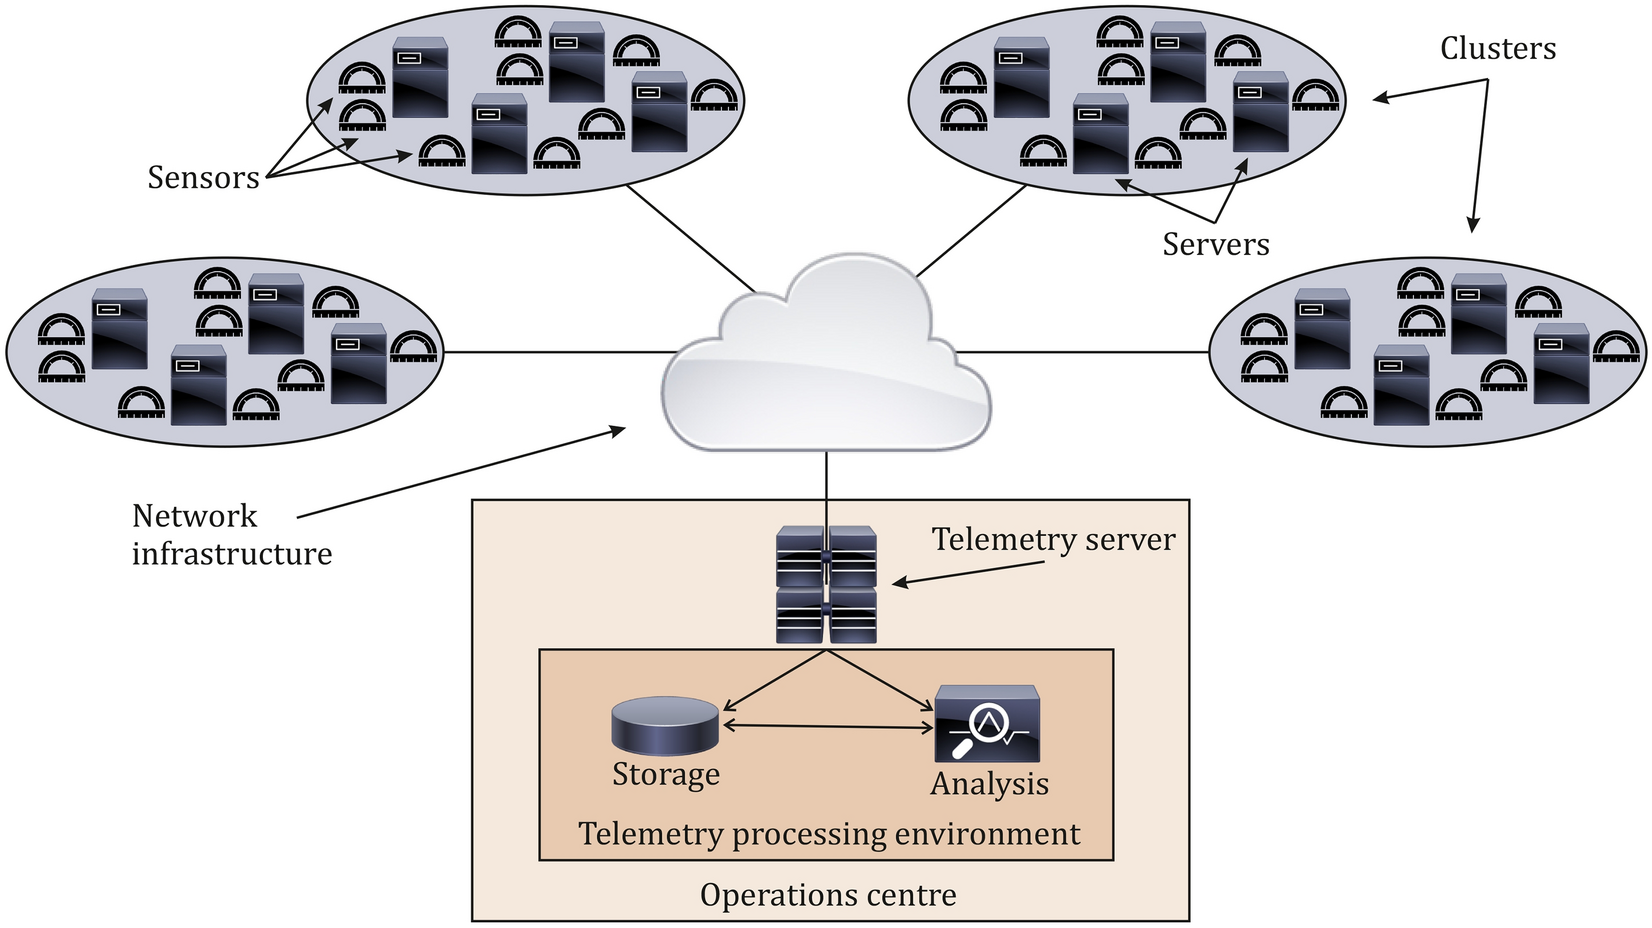 Clusters
Sensors
Servers
Network
infrastructure
Telemetry server
Storage
Analysis
Telemetry processing environment
Operations centre